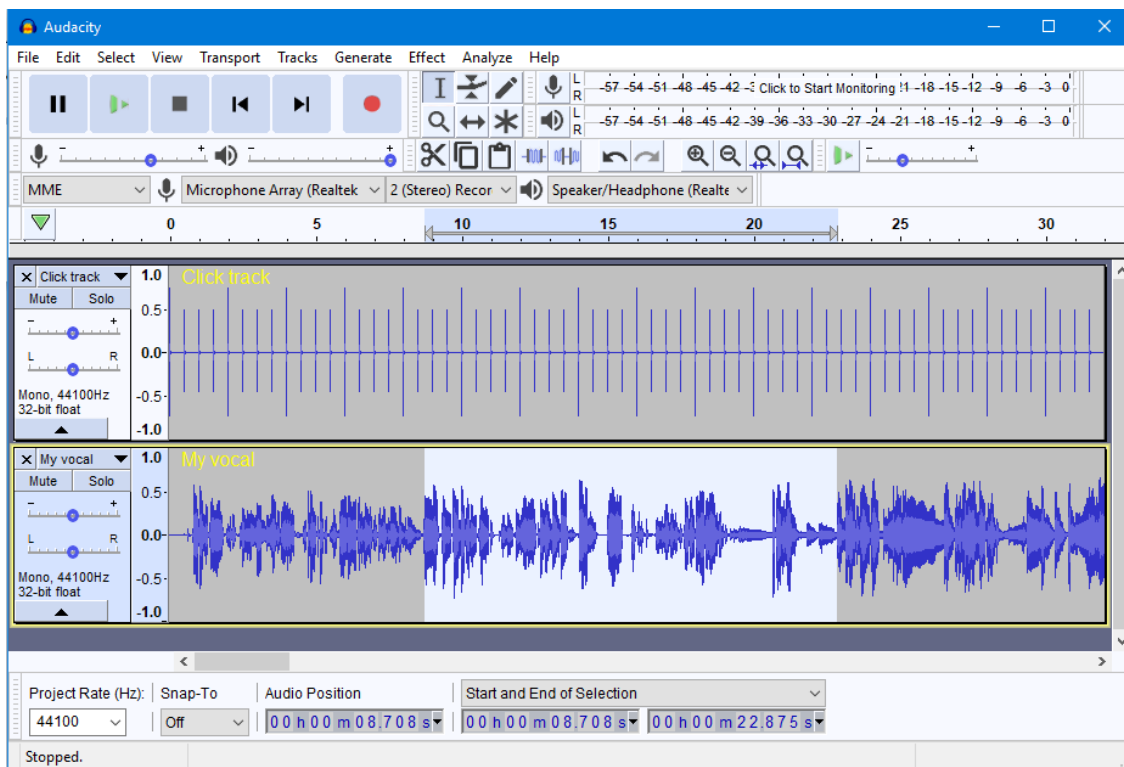 Audacity
File Edit Select View Transport Tracks Generate Effect Analyze Help
L R -57 -54 -51 -48 -45 -42 Click to Start Monitoring -18 -15 -12 -9 -6 -3 0
L R -57 -54 -51 -48 -45 -42 -39 -36 -33 -30 -27 -24 -21 -18 -15 -12 -9 -6 -3 0
- + - + - +
MME Microphone Array (Realtek 2 (Stereo) Recor Speaker/Headphone (Realte
0 5 10 15 20 25 30
X Click track 1.0 Click track
Mute Solo
- + 0.5
L R 0.0
Mono, 44100Hz -0.5
32-bit float
-1.0
X My vocal 1.0 My vocal
Mute Solo
- + 0.5
L R 0.0
Mono, 44100Hz -0.5
32-bit float
-1.0
Project Rate (Hz): Snap-To Audio Position Start and End of Selection
44100 Off 00 h 00 m 08.708 s 00 h 00 m 08.708 s 00 h 00 m 22.875 s
Stopped.